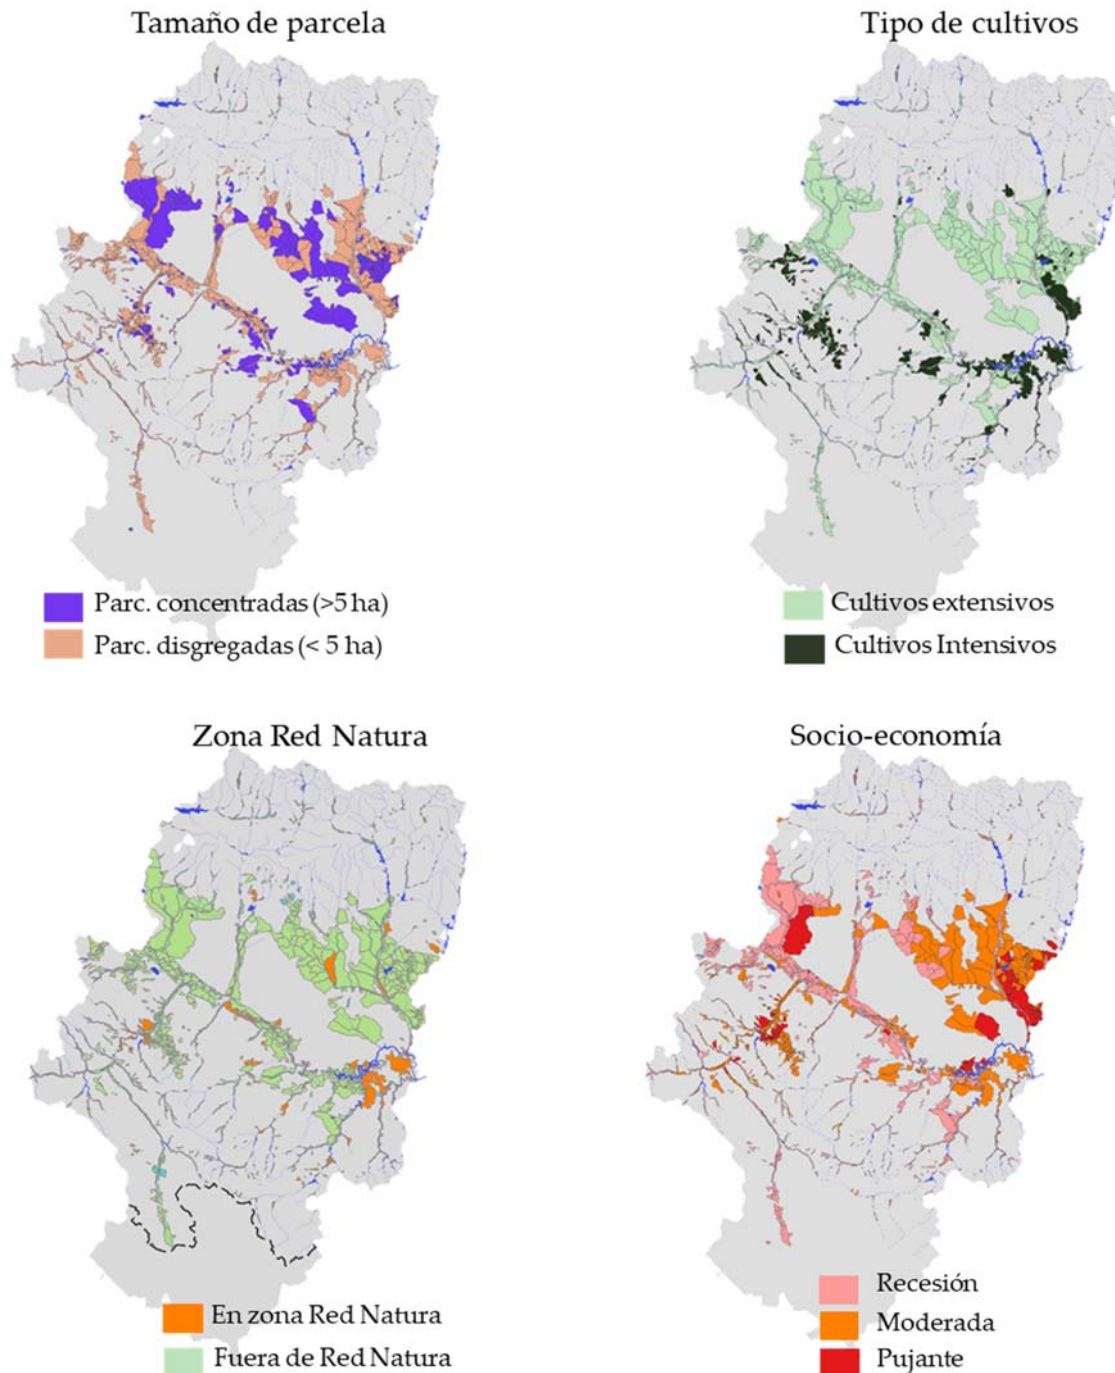 Tamaño de parcela
Tipo de cultivos
Parc. concentradas (>5 ha)
Parc. disgregadas (< 5 ha)
Cultivos extensivos
Cultivos Intensivos
Zona Red Natura
Socio-economía
En zona Red Natura
Fuera de Red Natura
Recesión
Moderada
Pujante